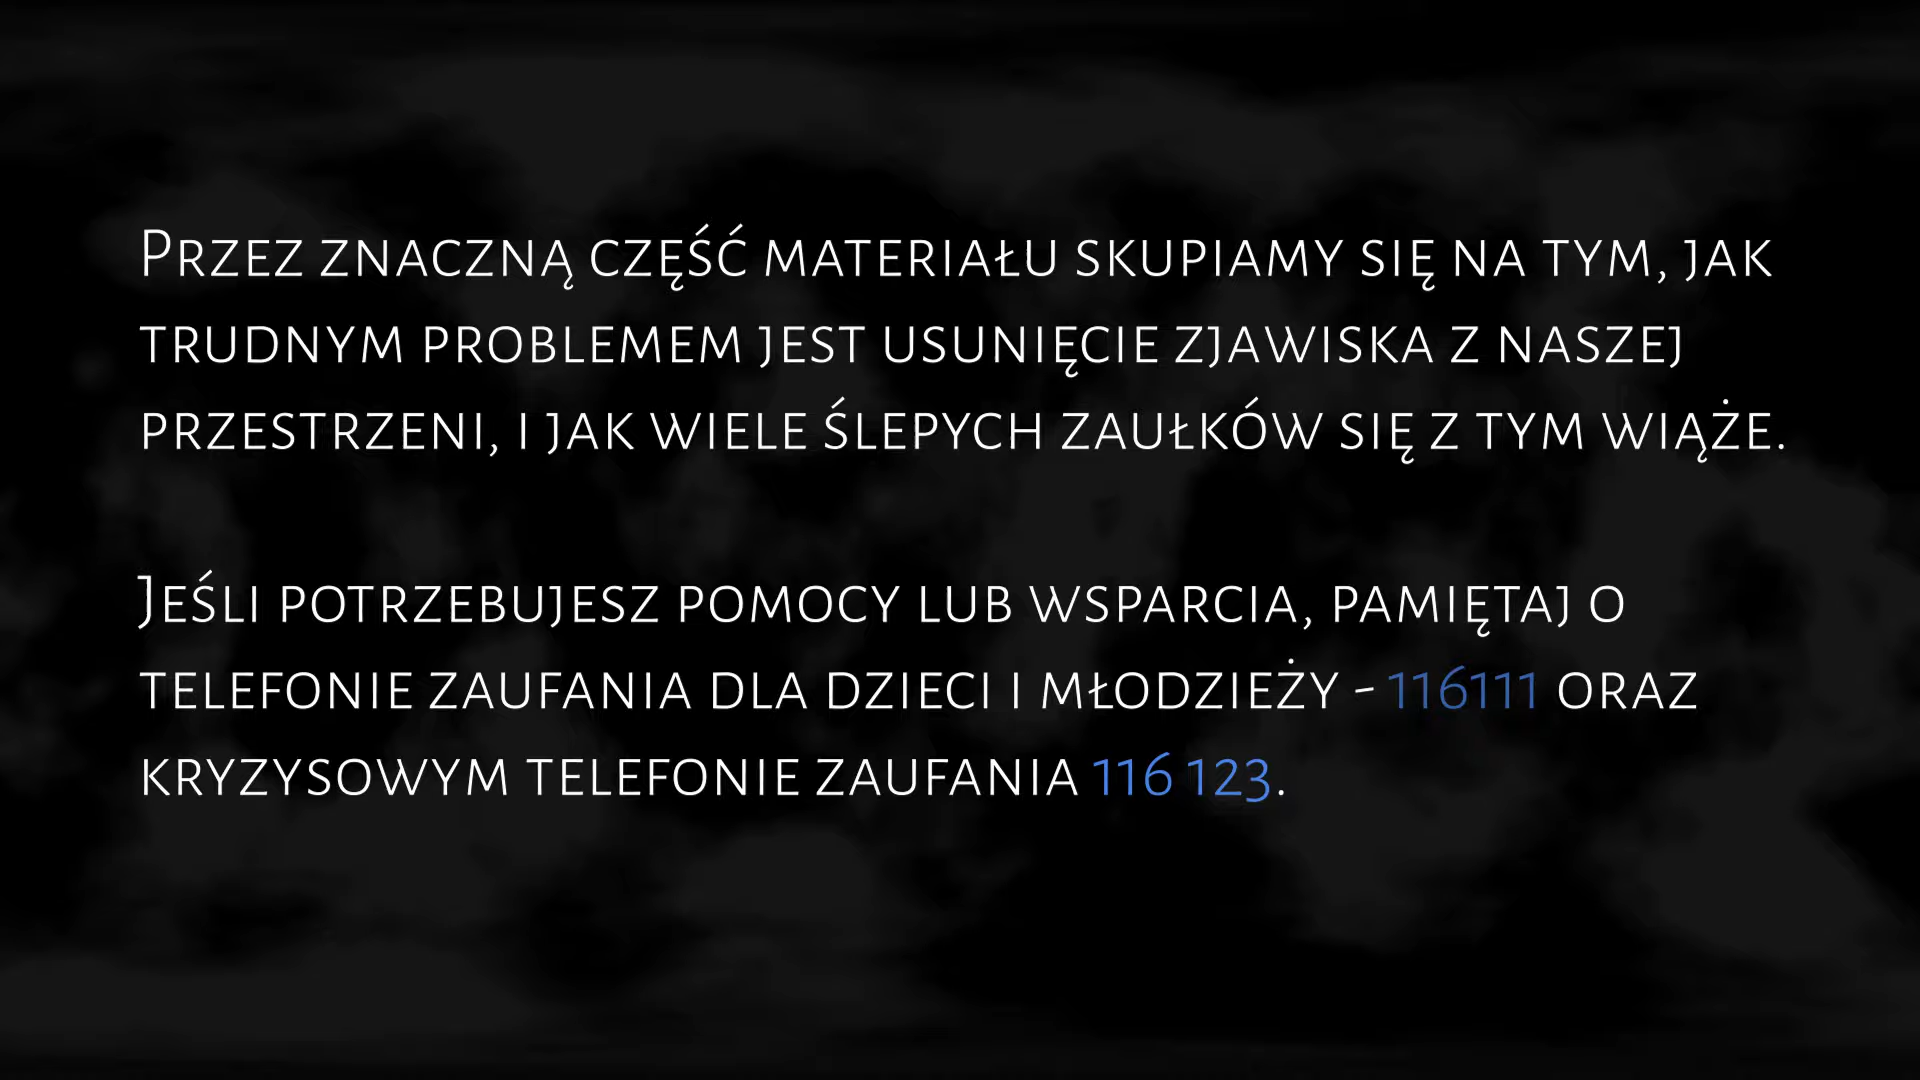 Przez znaczną część materiału skupiamy się na tym, jak
trudnym problemem jest usunięcie zjawiska z naszej
przestrzeni, i jak wiele ślepych zaułków się z tym wiąże.
Jeśli potrzebujesz pomocy lub wsparcia, pamiętaj o
telefonie zaufania dla dzieci i młodzieży - 116111 oraz
kryzysowym telefonie zaufania 116 123.